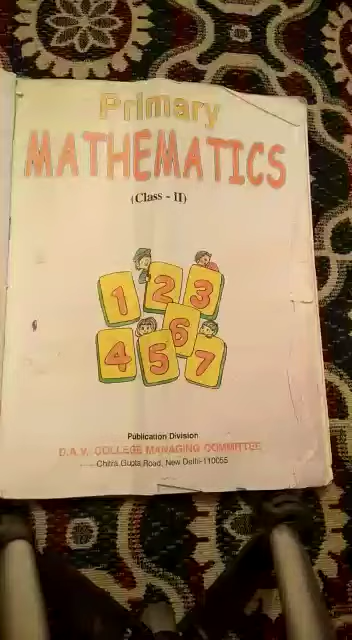 Primary
MATHEMATICS
(Class - II)
1 2 3
4 5 6 7
Publication Division
D.A.V. COLLEGE MANAGING COMMITTEE
Chitra Gupta Road, New Delhi-110055